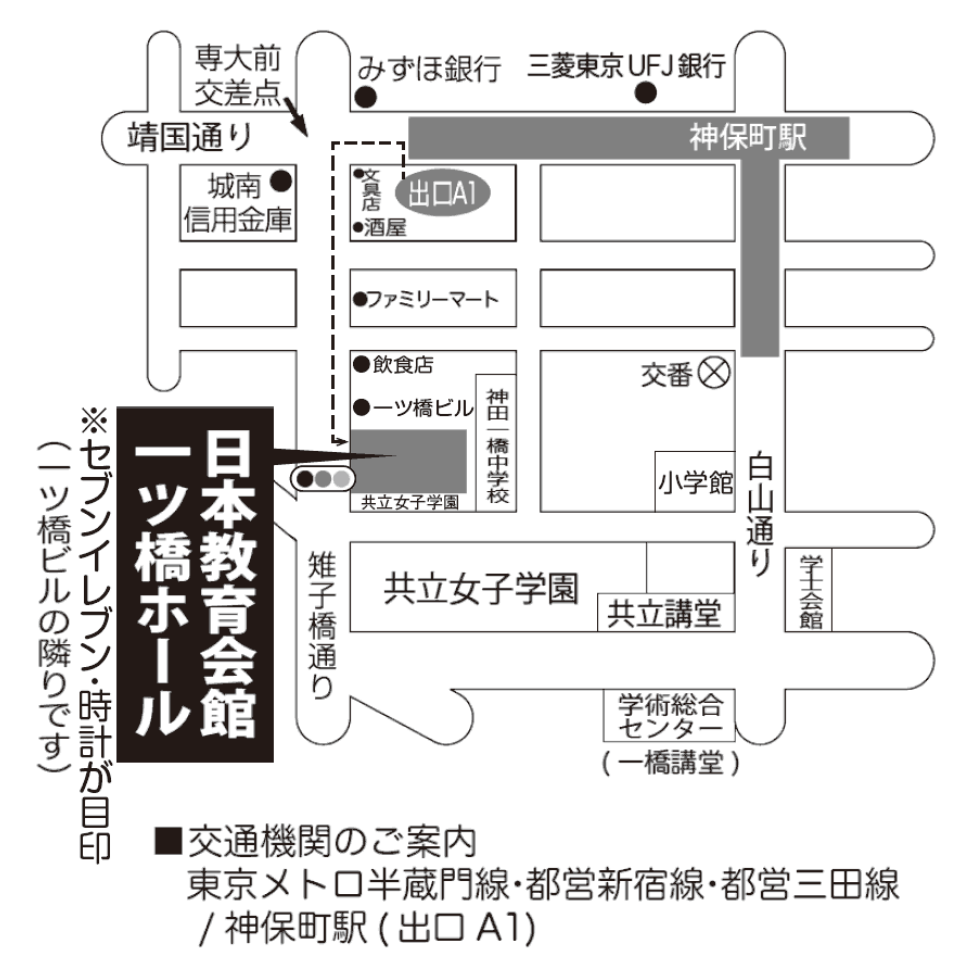 専大前
交差点
みずほ銀行
三菱東京UFJ銀行
靖国通り
神保町駅
城南
信用金庫
文具店
出口A1
酒屋
ファミリーマート
飲食店
一ツ橋ビル
神田一橋中学校
交番
小学館
白山通り
共立女子学園
日本教育会館
一ツ橋ホール
※セブンイレブン・時計が目印
(一ツ橋ビルの隣りです)
雉子橋通り
共立女子学園
共立講堂
学士会館
学術総合
センター
(一橋講堂)
■交通機関のご案内
東京メトロ半蔵門線・都営新宿線・都営三田線
/神保町駅(出口A1)